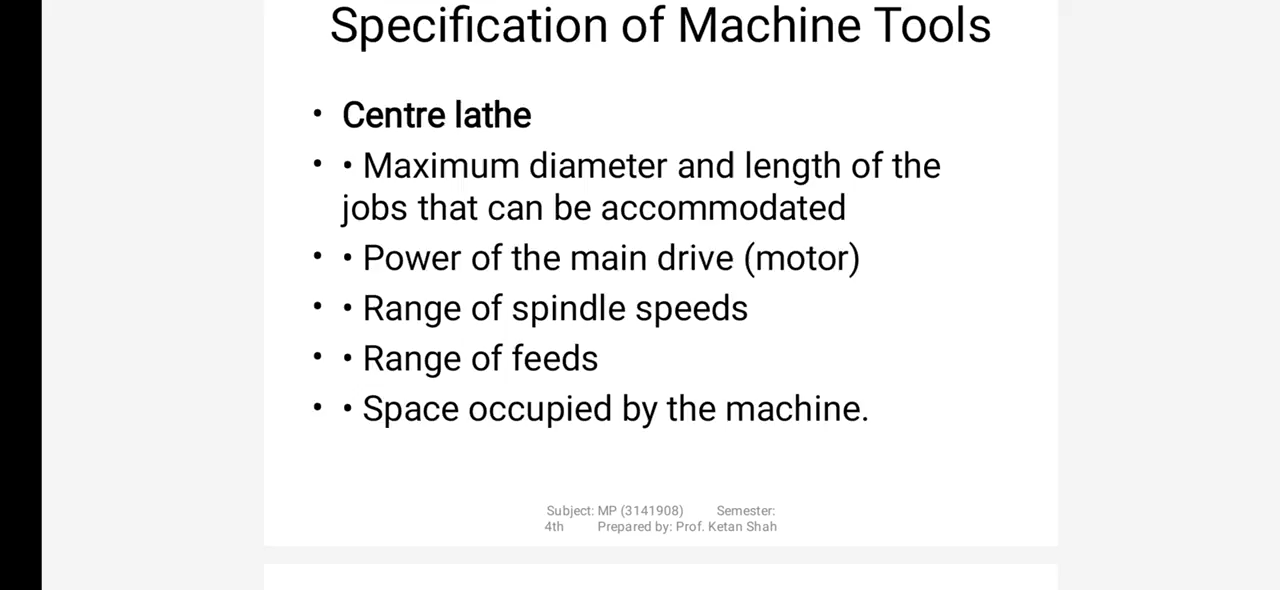 Specification of Machine Tools
• Centre lathe
• • Maximum diameter and length of the
jobs that can be accommodated
• • Power of the main drive (motor)
• • Range of spindle speeds
• • Range of feeds
• • Space occupied by the machine.
Subject: MP (3141908) Semester:
4th Prepared by: Prof. Ketan Shah